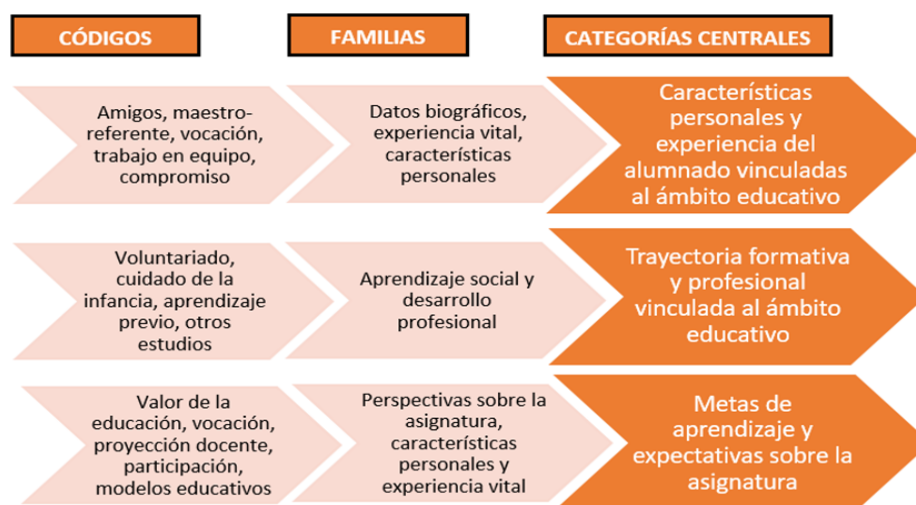 CÓDIGOS
FAMILIAS
CATEGORÍAS CENTRALES
Amigos, maestro-
referente, vocación,
trabajo en equipo,
compromiso
Datos biográficos,
experiencia vital,
características
personales
Características
personales y
experiencia del
alumnado vinculadas
al ámbito educativo
Voluntariado,
cuidado de la
infancia, aprendizaje
previo, otros
estudios
Aprendizaje social y
desarrollo
profesional
Trayectoria formativa
y profesional
vinculada al ámbito
educativo
Valor de la
educación, vocación,
proyección docente,
participación,
modelos educativos
Perspectivas sobre la
asignatura,
características
personales y
experiencia vital
Metas de
aprendizaje y
expectativas sobre la
asignatura